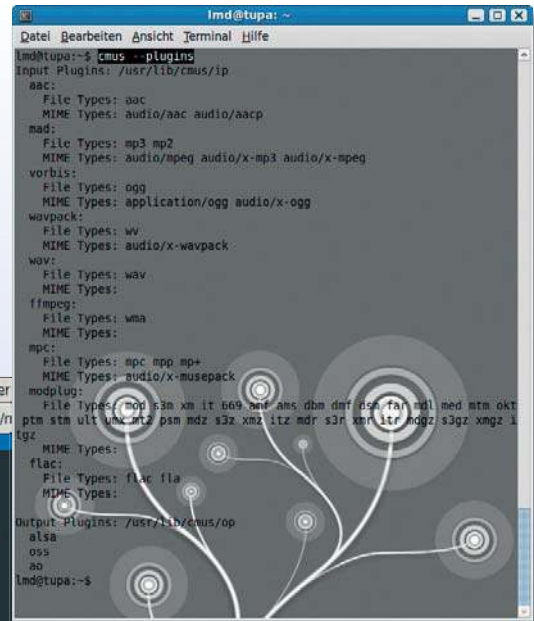 lmd@tupa: ~
Datei Bearbeiten Ansicht Terminal Hilfe
lmd@tupa:~$ cmus --plugins
Input Plugins: /usr/lib/cmus/ip
aac:
File Types: aac
MIME Types: audio/aac audio/aacp
mad:
File Types: mp3 mp2
MIME Types: audio/mpeg audio/x-mp3 audio/x-mpeg
vorbis:
File Types: ogg
MIME Types: application/ogg audio/x-ogg
wavpack:
File Types: wv
MIME Types: audio/x-wavpack
wav:
File Types: wav
MIME Types:
ffmpeg:
File Types: wma
MIME Types:
mpc:
File Types: mpc mpp mp+
MIME Types: audio/x-musepack
modplug:
File Types: mod s3m xm it 669 amf ams dbm dmf dsm far mdl med mtm okt
ptm stm ult umx mt2 psm mdz s3z xmz itz mdr s3r xmr itr mdgz s3gz xmgz i
tgz
MIME Types:
flac:
File Types: flac fla
MIME Types:
Output Plugins: /usr/lib/cmus/op
alsa
oss
ao
lmd@tupa:~$